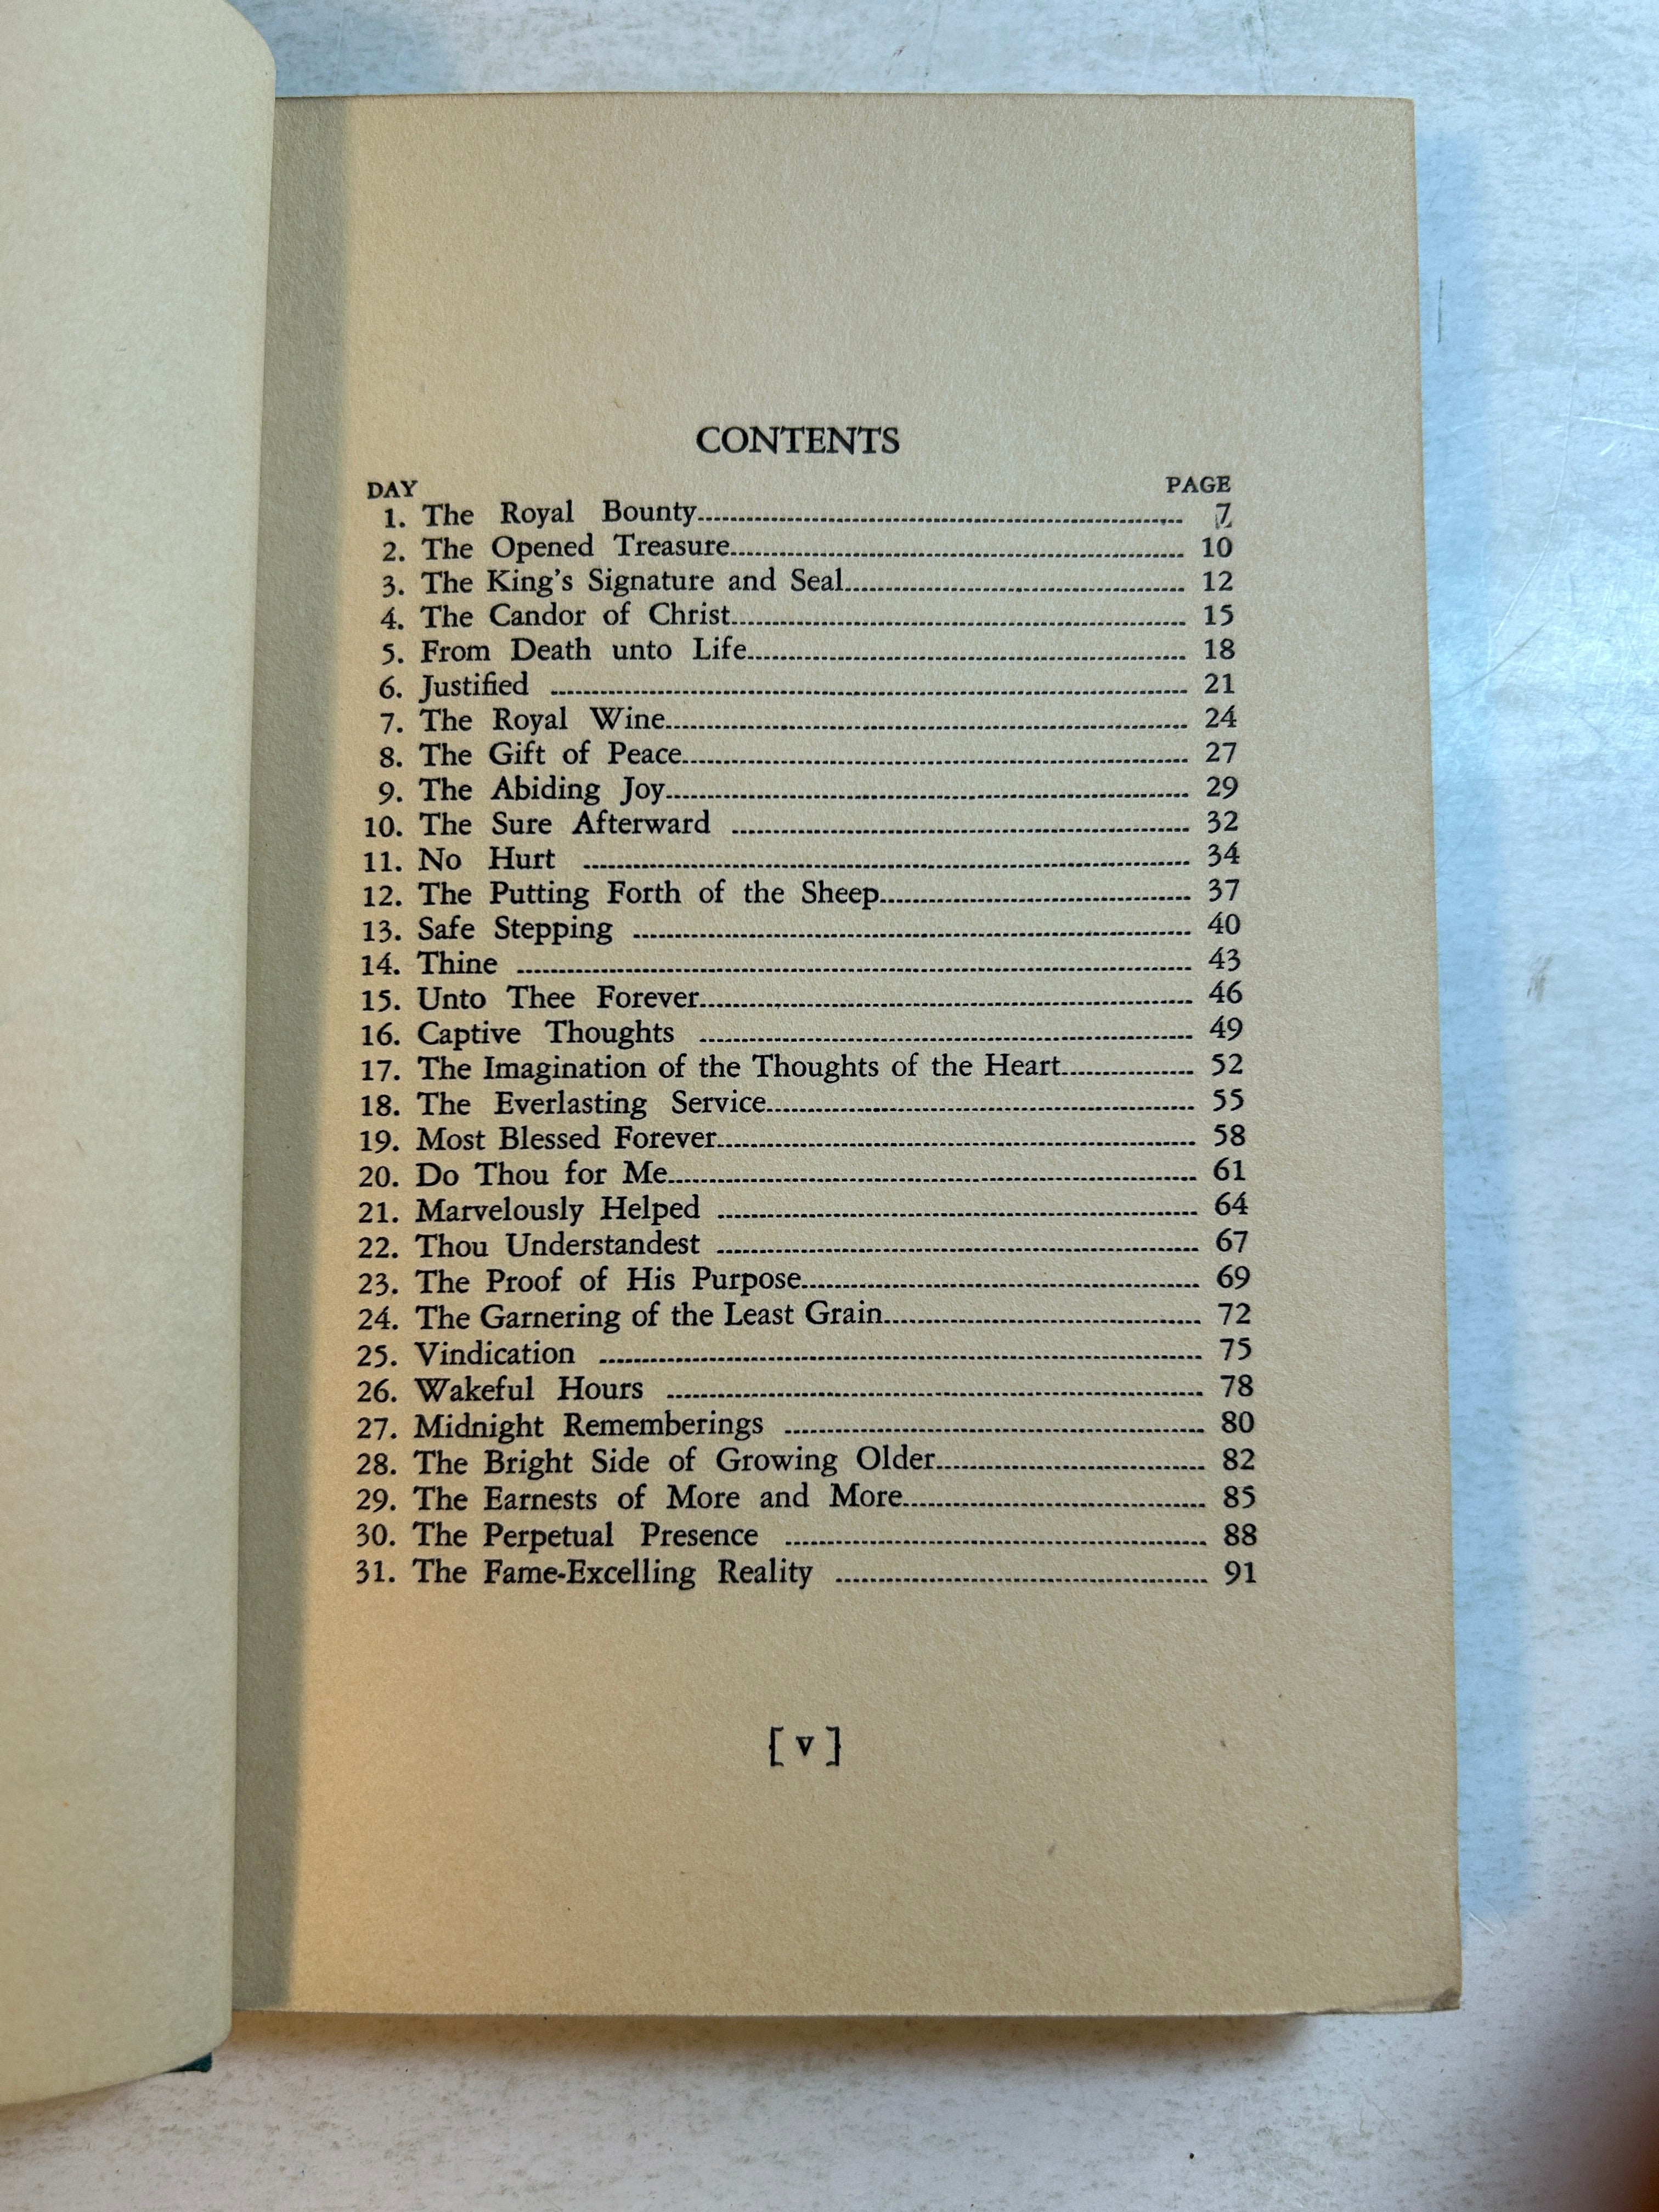 CONTENTS
DAY PAGE
1. The Royal Bounty 7
2. The Opened Treasure 10
3. The King's Signature and Seal 12
4. The Candor of Christ 15
5. From Death unto Life 18
6. Justified 21
7. The Royal Wine 24
8. The Gift of Peace 27
9. The Abiding Joy 29
10. The Sure Afterward 32
11. No Hurt 34
12. The Putting Forth of the Sheep 37
13. Safe Stepping 40
14. Thine 43
15. Unto Thee Forever 46
16. Captive Thoughts 49
17. The Imagination of the Thoughts of the Heart 52
18. The Everlasting Service 55
19. Most Blessed Forever 58
20. Do Thou for Me 61
21. Marvelously Helped 64
22. Thou Understandest 67
23. The Proof of His Purpose 69
24. The Garnering of the Least Grain 72
25. Vindication 75
26. Wakeful Hours 78
27. Midnight Rememberings 80
28. The Bright Side of Growing Older 82
29. The Earnests of More and More 85
30. The Perpetual Presence 88
31. The Fame-Excelling Reality 91
[ v ]